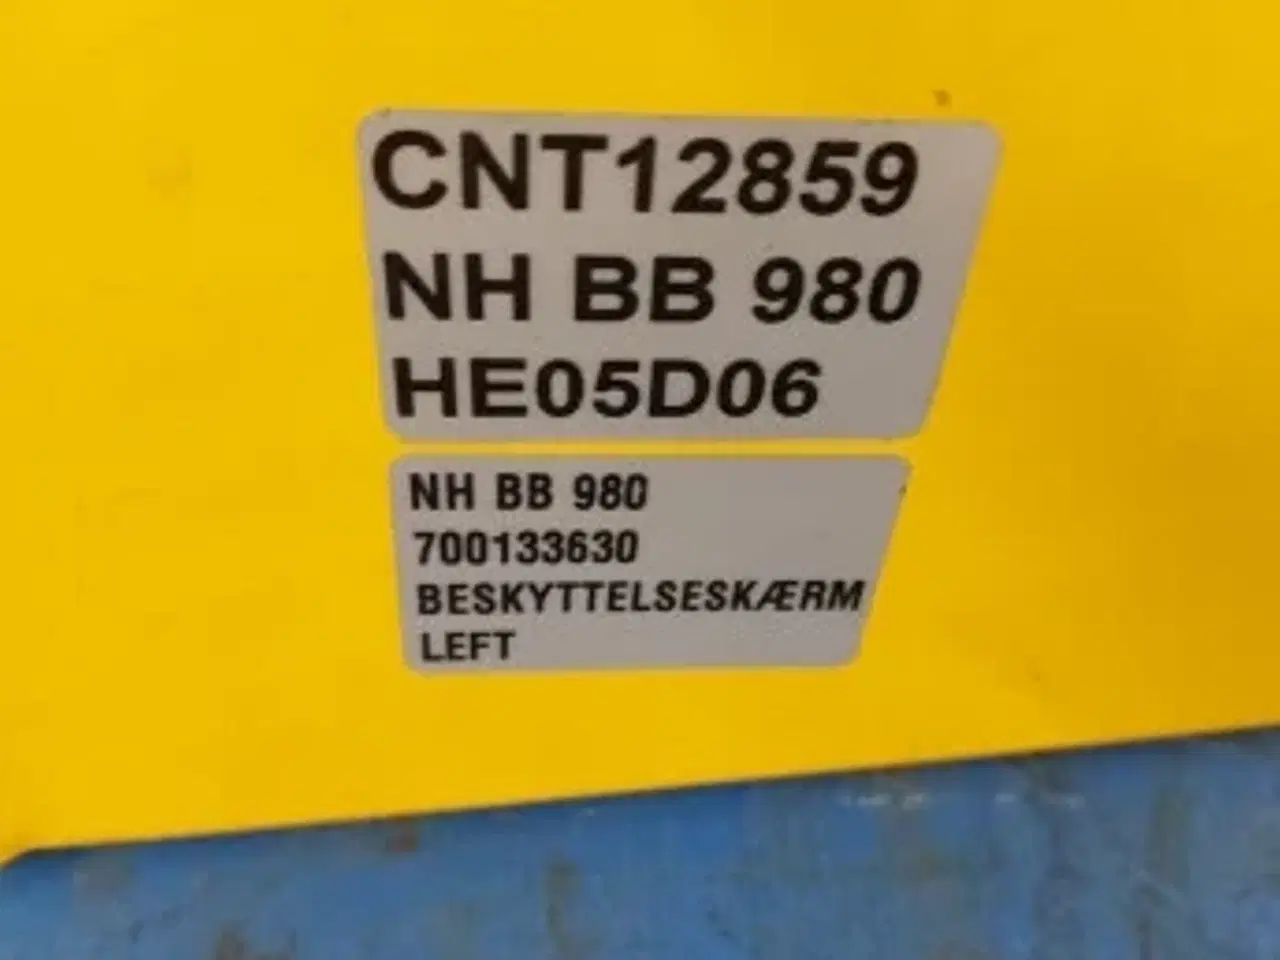 CNT12859
NH BB 980
HE05D06
NH BB 980
700133630
BESKYTTELSESKÆRM
LEFT